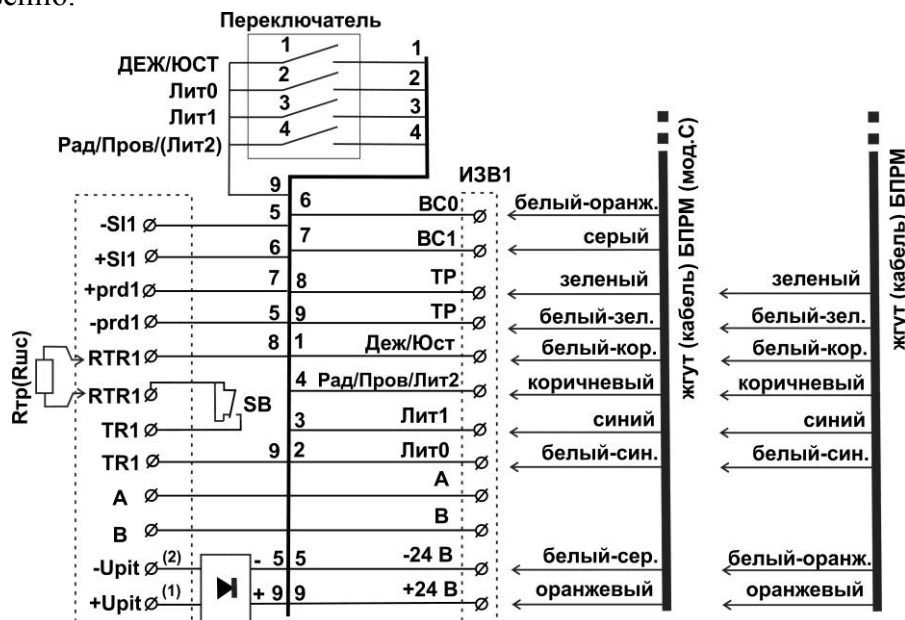 Переключатель
1 1
ДЕЖ/ЮСТ
2 2
Лит0
3 3
Лит1
4 4
Рад/Пров/(Лит2)
9
ИЗВ1
-SI1 5 6 ВС0 белый-оранж.
+SI1 6 7 ВС1 серый
+prd1 7 8 ТР зеленый зеленый
-prd1 5 9 ТР белый-зел. белый-зел.
RTR1 8 1 Деж/Юст белый-кор. белый-кор.
RTR1 4 Рад/Пров/Лит2 коричневый коричневый
SB
TR1 3 Лит1 синий синий
TR1 9 2 Лит0 белый-син. белый-син.
A A
B B
-Upit (2) - 5 5 -24 В белый-сер. белый-оранж.
+Upit (1) + 9 9 +24 В оранжевый оранжевый
Rтр(Rшс)
жгут (кабель) БПРМ (мод.С)
жгут (кабель) БПРМ